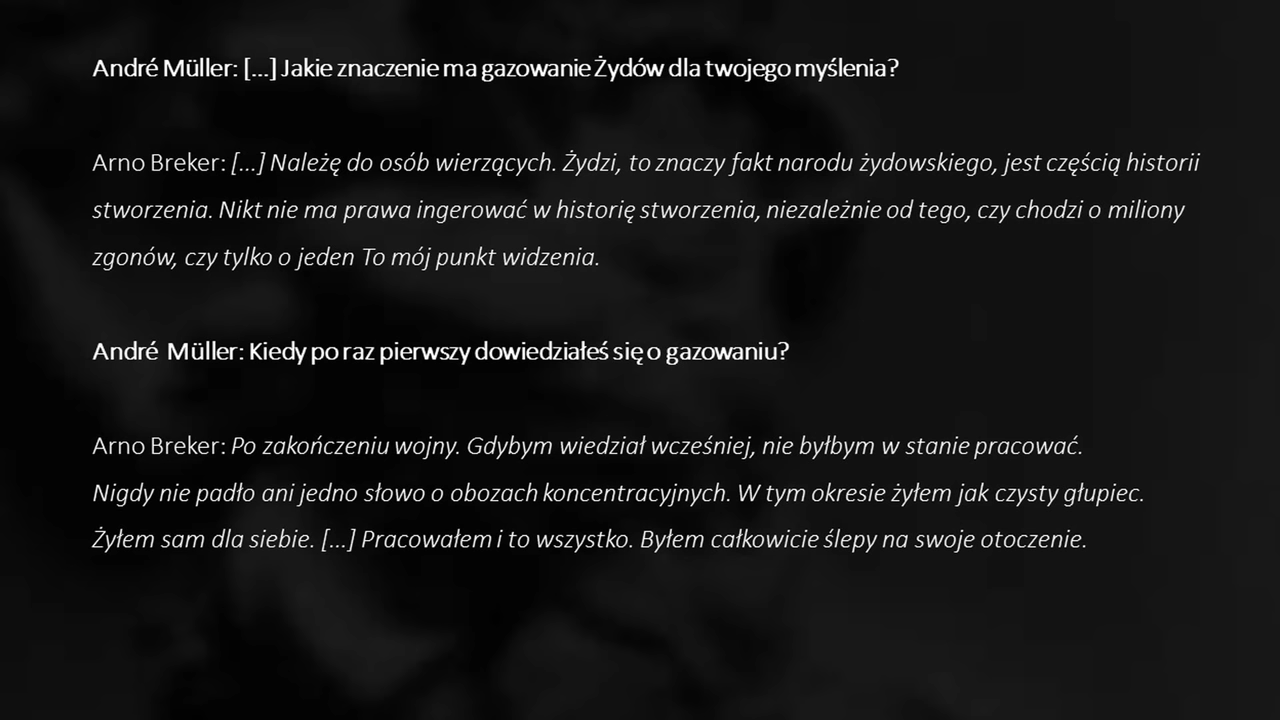 André Müller: [...] Jakie znaczenie ma gazowanie Żydów dla twojego myślenia?
Arno Breker: [...] Należę do osób wierzących. Żydzi, to znaczy fakt narodu żydowskiego, jest częścią historii
stworzenia. Nikt nie ma prawa ingerować w historię stworzenia, niezależnie od tego, czy chodzi o miliony
zgonów, czy tylko o jeden To mój punkt widzenia.
André Müller: Kiedy po raz pierwszy dowiedziałeś się o gazowaniu?
Arno Breker: Po zakończeniu wojny. Gdybym wiedział wcześniej, nie byłbym w stanie pracować.
Nigdy nie padło ani jedno słowo o obozach koncentracyjnych. W tym okresie żyłem jak czysty głupiec.
Żyłem sam dla siebie. [...] Pracowałem i to wszystko. Byłem całkowicie ślepy na swoje otoczenie.